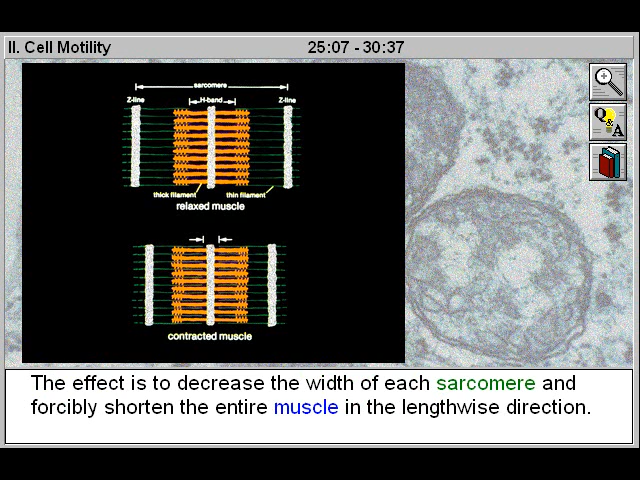 II. Cell Motility 25:07 - 30:37
sarcomere
Z-line H-band Z-line
thick filament thin filament
relaxed muscle
contracted muscle
Q&A
The effect is to decrease the width of each sarcomere and
forcibly shorten the entire muscle in the lengthwise direction.